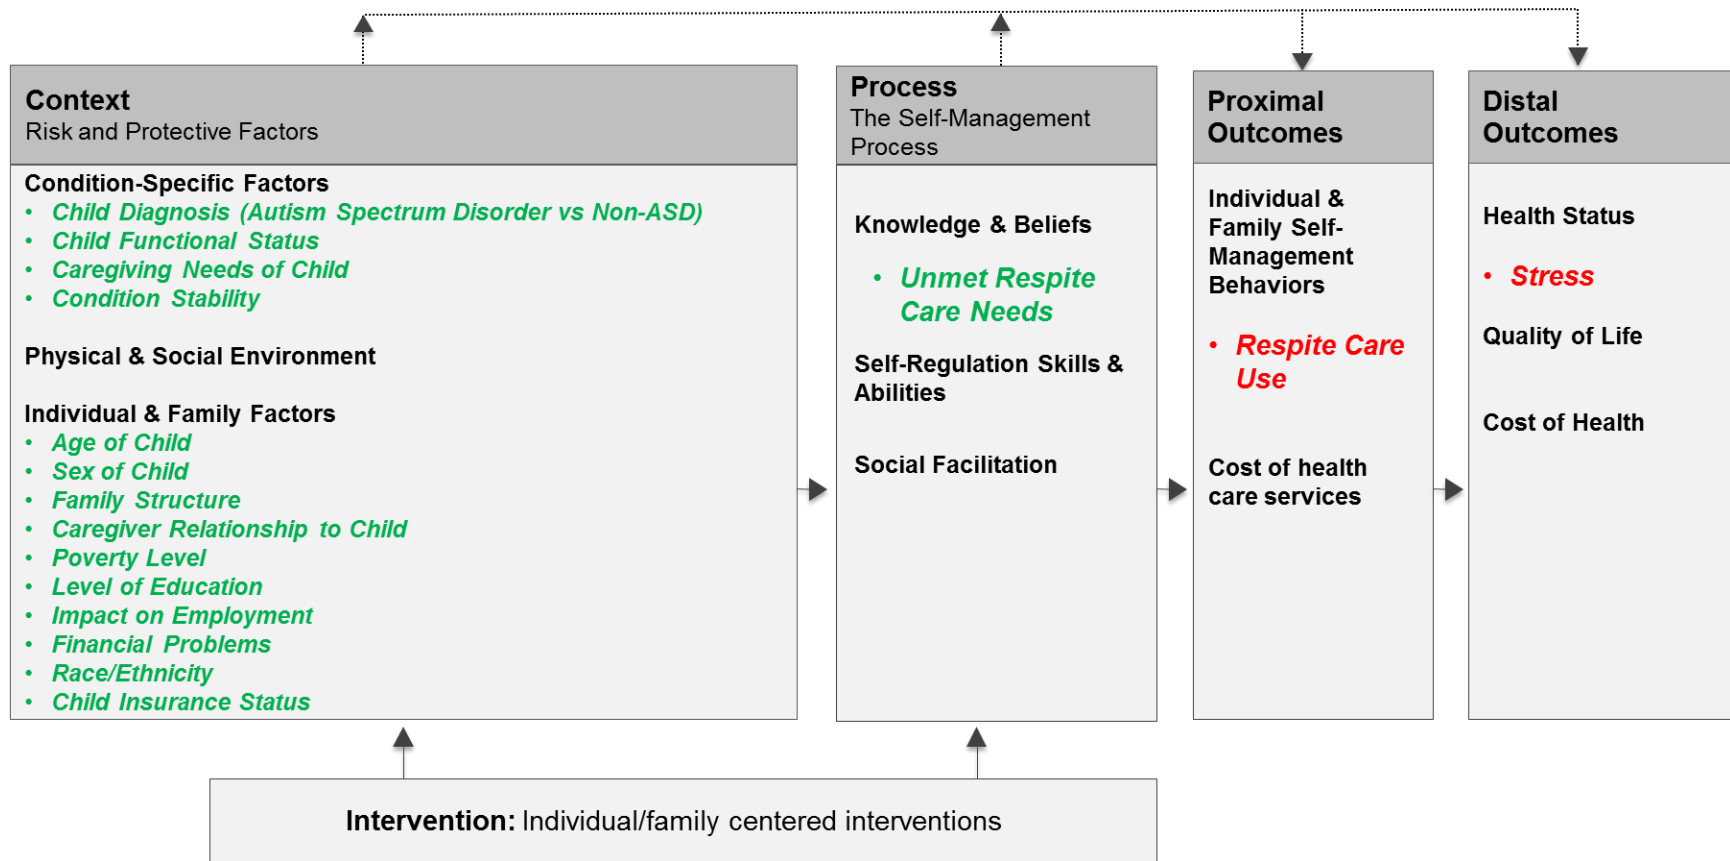 Context
Risk and Protective Factors
Condition-Specific Factors
• Child Diagnosis (Autism Spectrum Disorder vs Non-ASD)
• Child Functional Status
• Caregiving Needs of Child
• Condition Stability
Physical & Social Environment
Individual & Family Factors
• Age of Child
• Sex of Child
• Family Structure
• Caregiver Relationship to Child
• Poverty Level
• Level of Education
• Impact on Employment
• Financial Problems
• Race/Ethnicity
• Child Insurance Status
Process
The Self-Management
Process
Knowledge & Beliefs
• Unmet Respite
Care Needs
Self-Regulation Skills &
Abilities
Social Facilitation
Proximal
Outcomes
Individual &
Family Self-
Management
Behaviors
• Respite Care
Use
Cost of health
care services
Distal
Outcomes
Health Status
• Stress
Quality of Life
Cost of Health
Intervention: Individual/family centered interventions